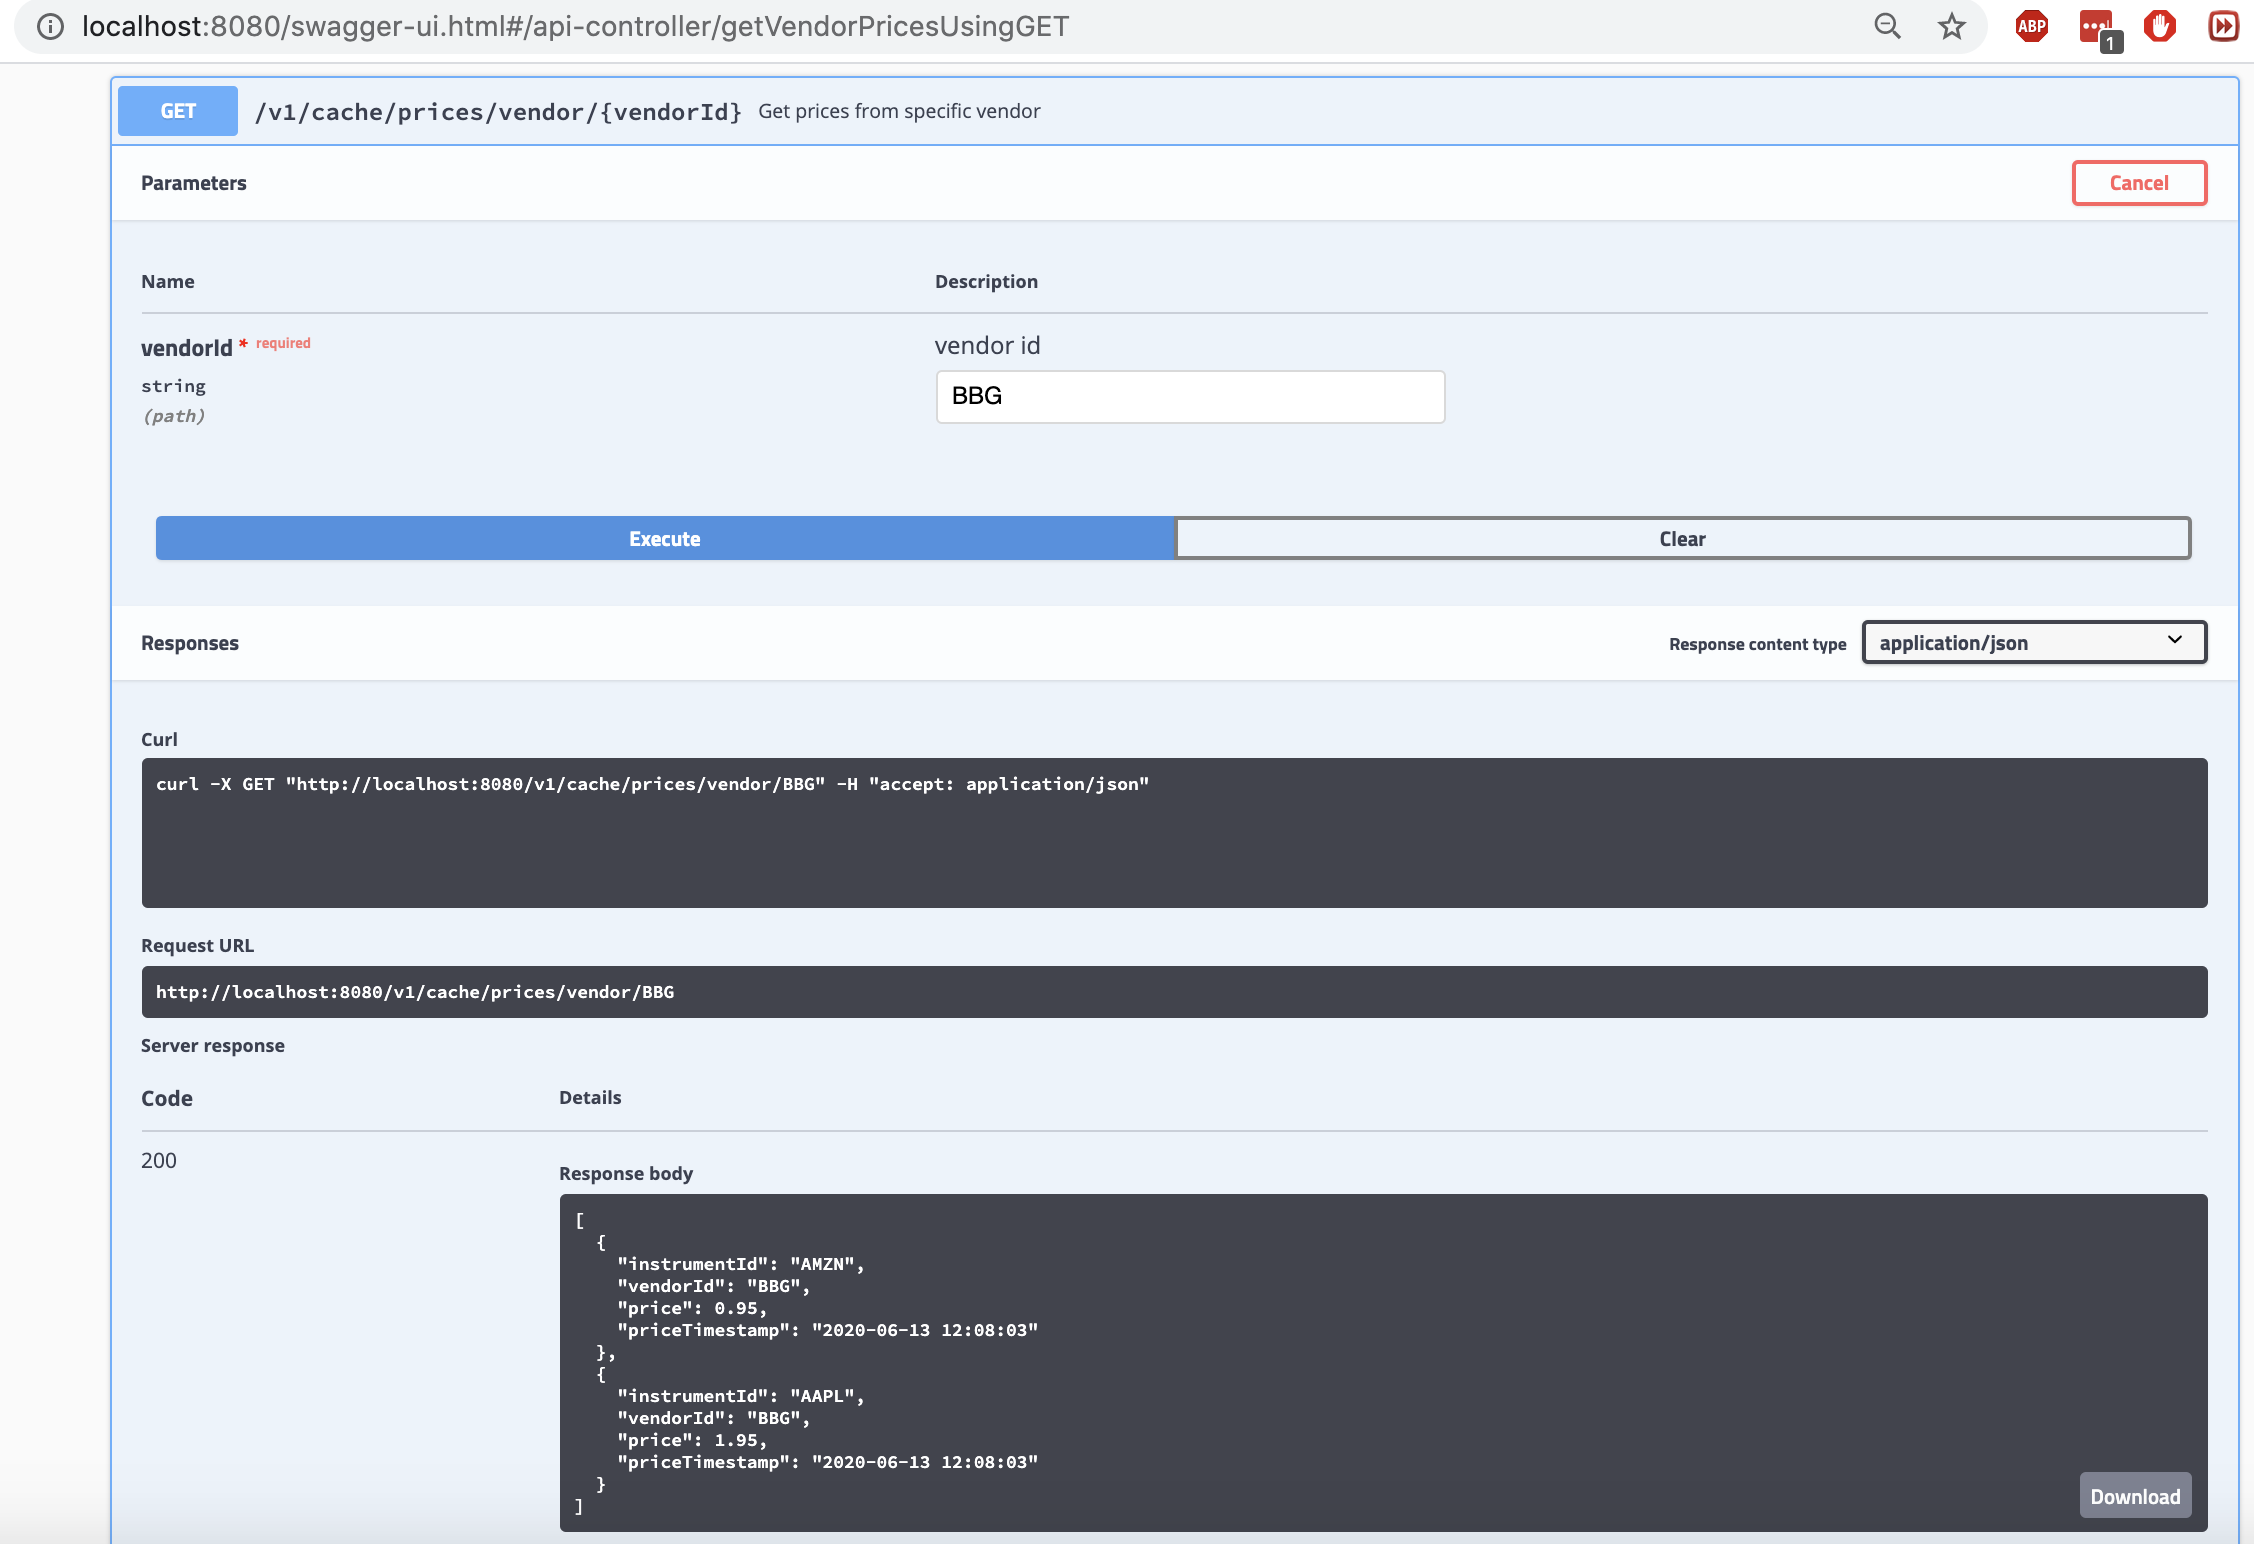 localhost:8080/swagger-ui.html#/api-controller/getVendorPricesUsingGET
ABP
1
GET /v1/cache/prices/vendor/{vendorId} Get prices from specific vendor
Parameters
Cancel
Name Description
vendorId * required
string
(path)
vendor id
BBG
Execute Clear
Responses
Response content type application/json
Curl
curl -X GET "http://localhost:8080/v1/cache/prices/vendor/BBG" -H "accept: application/json"
Request URL
http://localhost:8080/v1/cache/prices/vendor/BBG
Server response
Code Details
200
Response body
[
  {
    "instrumentId": "AMZN",
    "vendorId": "BBG",
    "price": 0.95,
    "priceTimestamp": "2020-06-13 12:08:03"
  },
  {
    "instrumentId": "AAPL",
    "vendorId": "BBG",
    "price": 1.95,
    "priceTimestamp": "2020-06-13 12:08:03"
  }
]
Download